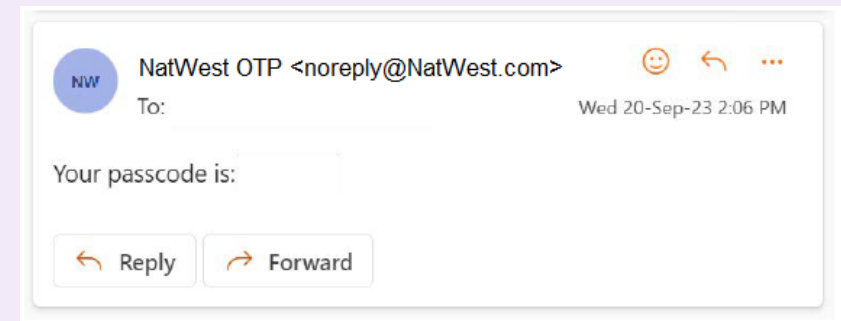 NW
NatWest OTP <noreply@NatWest.com>
To:
Wed 20-Sep-23 2:06 PM
Your passcode is:
Reply
Forward